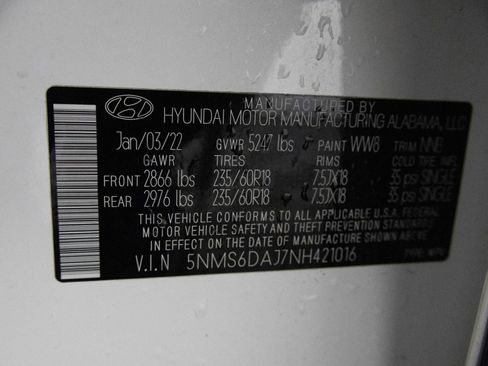 MANUFACTURED BY
HYUNDAI MOTOR MANUFACTURING ALABAMA, LLC
Jan/03/22 GVWR 5247 lbs PAINT WW8 TRIM NNB
GAWR TIRES RIMS COLD TIRE INFL.
FRONT 2866 lbs 235/60R18 7.5JX18 35 psi SINGLE
REAR 2976 lbs 235/60R18 7.5JX18 35 psi SINGLE
THIS VEHICLE CONFORMS TO ALL APPLICABLE U.S.A. FEDERAL
MOTOR VEHICLE SAFETY AND THEFT PREVENTION STANDARDS
IN EFFECT ON THE DATE OF MANUFACTURE SHOWN ABOVE.
V.I.N 5NMS6DAJ7NH421016 TYPE: MPV